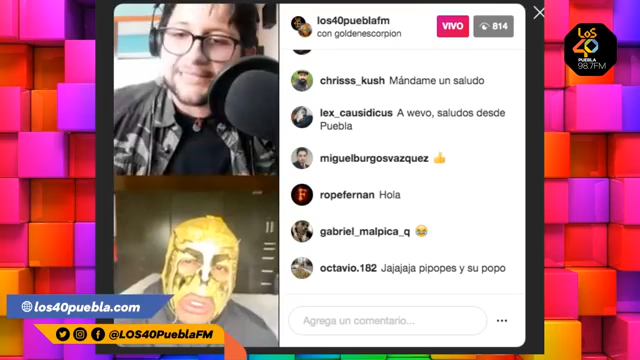 los40pueblafm
con goldenescorpion
VIVO
814
LOS
40
PUEBLA
98.7FM
chrisss_kush Mándame un saludo
lex_causidicus A wevo, saludos desde
Puebla
miguelburgosvazquez 👍
ropefernan Hola
gabriel_malpica_q 😂
octavio.182 Jajajaja pipopes y su popo
Agrega un comentario...
los40puebla.com
@LOS40PueblaFM